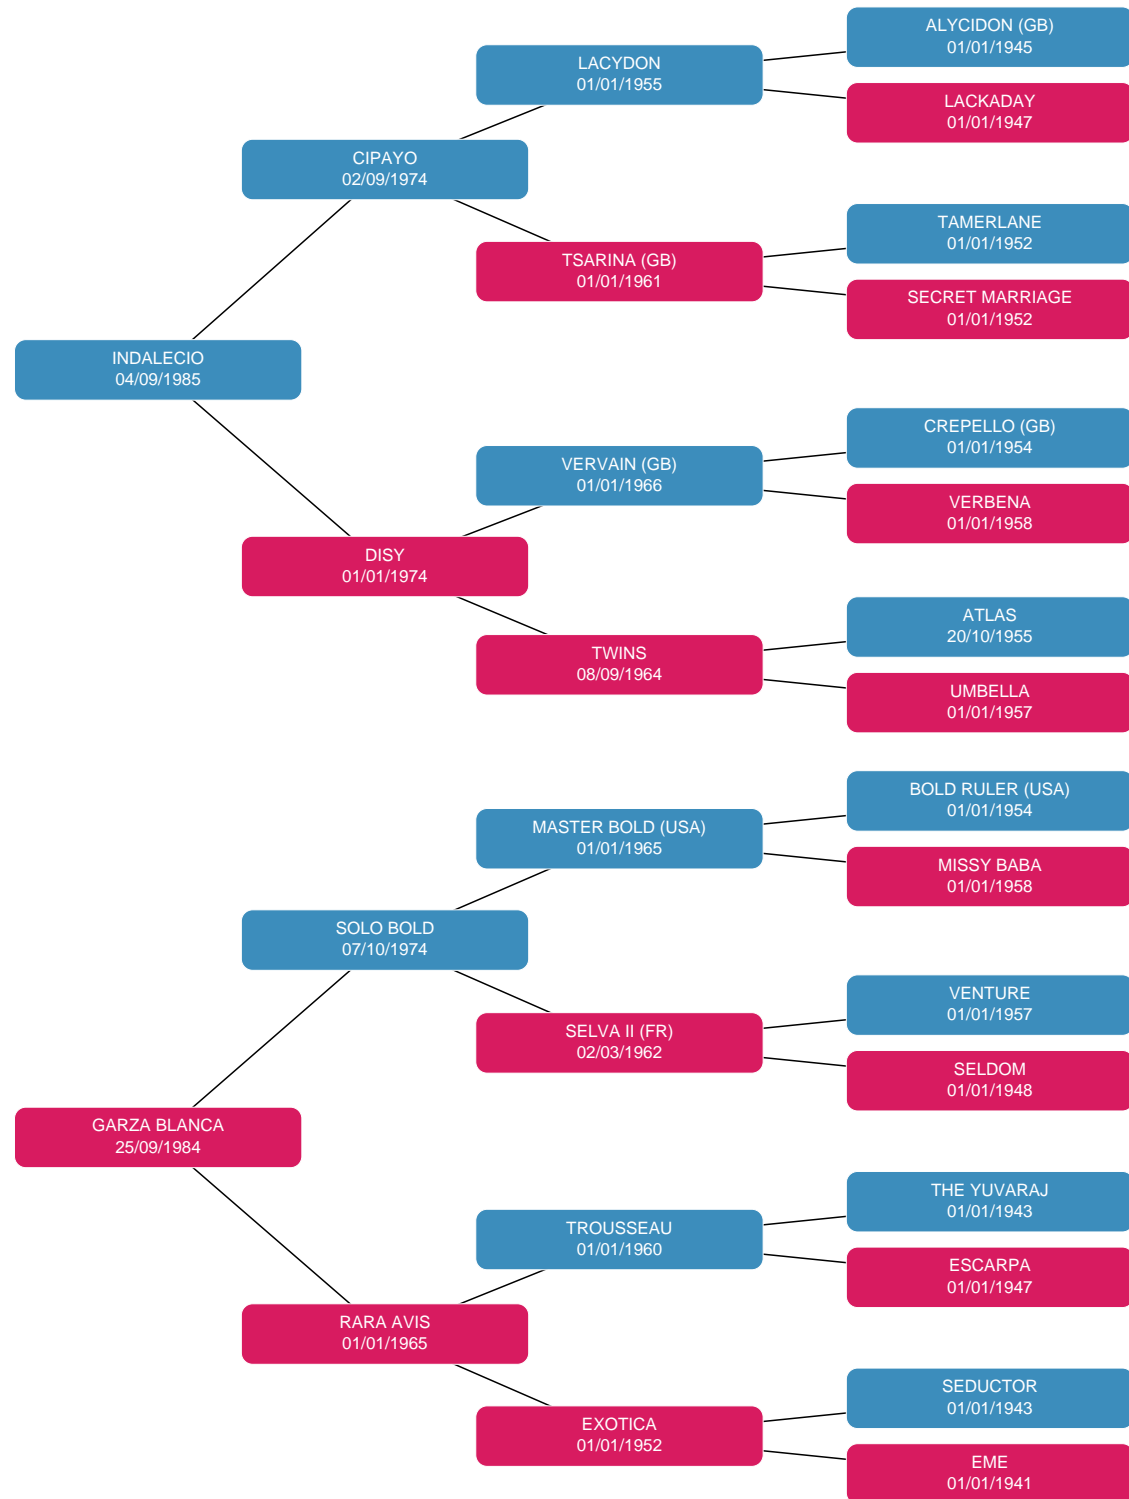 ALYCIDON (GB)
01/01/1945
LACYDON
01/01/1955
LACKADAY
01/01/1947
CIPAYO
02/09/1974
TAMERLANE
01/01/1952
TSARINA (GB)
01/01/1961
SECRET MARRIAGE
01/01/1952
INDALECIO
04/09/1985
CREPELLO (GB)
01/01/1954
VERVAIN (GB)
01/01/1966
VERBENA
01/01/1958
DISY
01/01/1974
ATLAS
20/10/1955
TWINS
08/09/1964
UMBELLA
01/01/1957
BOLD RULER (USA)
01/01/1954
MASTER BOLD (USA)
01/01/1965
MISSY BABA
01/01/1958
SOLO BOLD
07/10/1974
VENTURE
01/01/1957
SELVA II (FR)
02/03/1962
SELDOM
01/01/1948
GARZA BLANCA
25/09/1984
THE YUVARAJ
01/01/1943
TROUSSEAU
01/01/1960
ESCARPA
01/01/1947
RARA AVIS
01/01/1965
SEDUCTOR
01/01/1943
EXOTICA
01/01/1952
EME
01/01/1941